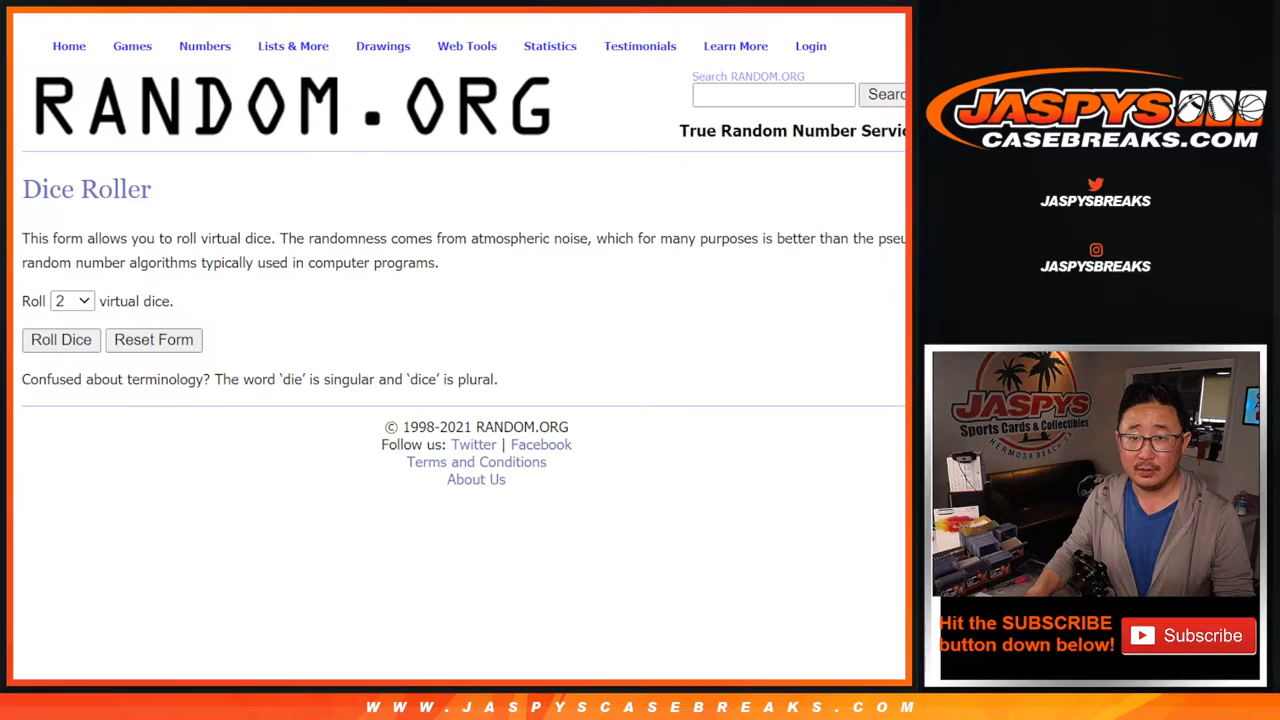 Home Games Numbers Lists & More Drawings Web Tools Statistics Testimonials Learn More Login
RANDOM.ORG
Search RANDOM.ORG
Searc
True Random Number Servic
Dice Roller
This form allows you to roll virtual dice. The randomness comes from atmospheric noise, which for many purposes is better than the pseu
random number algorithms typically used in computer programs.
Roll 2 virtual dice.
Roll Dice Reset Form
Confused about terminology? The word ‘die’ is singular and ‘dice’ is plural.
© 1998-2021 RANDOM.ORG
Follow us: Twitter | Facebook
Terms and Conditions
About Us
JASPYS
CASEBREAKS.COM
JASPYSBREAKS
JASPYSBREAKS
JASPYS
Sports Cards & Collectibles
HERMOSA BEACH CA
Hit the SUBSCRIBE
button down below!
Subscribe
WWW.JASPYSCASEBREAKS.COM